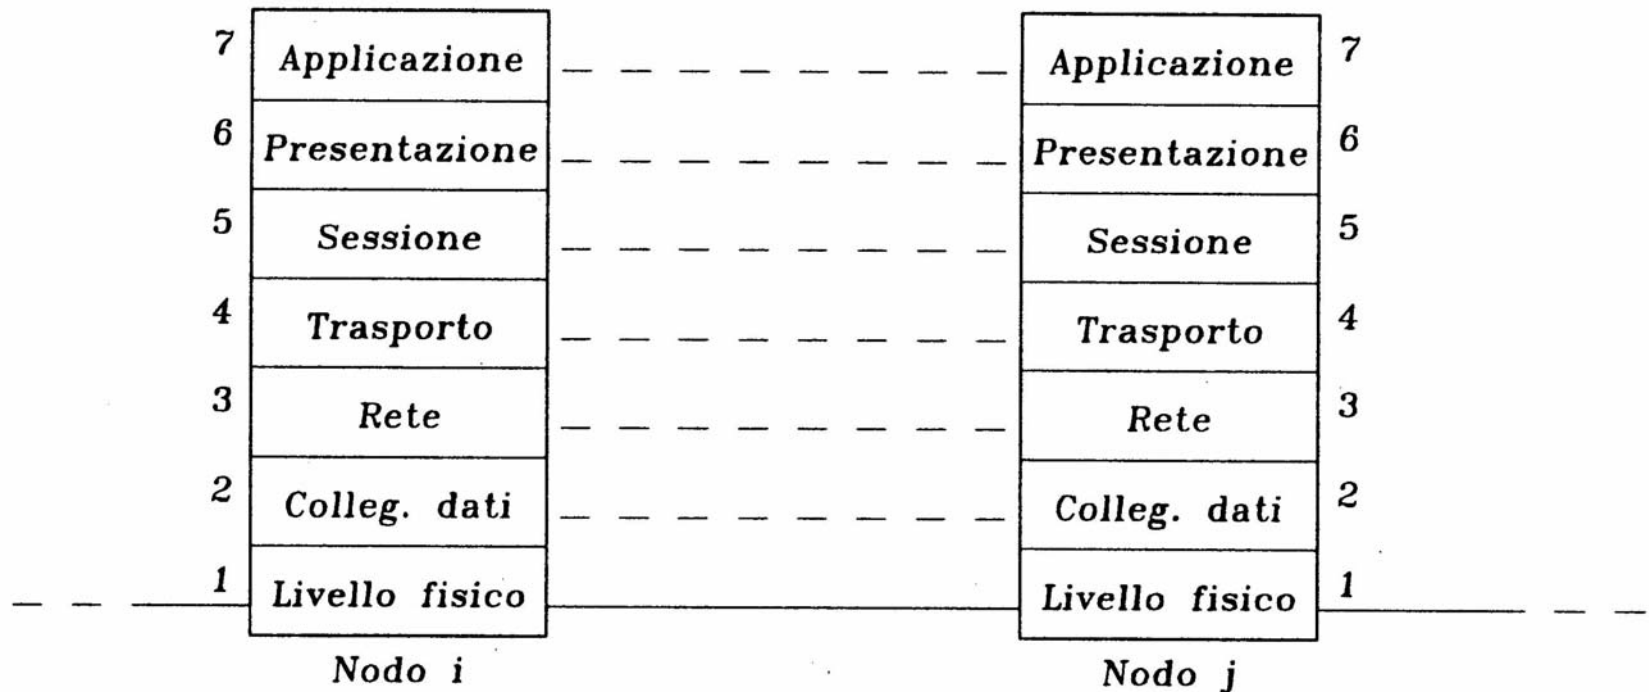 7 Applicazione Applicazione 7
6 Presentazione Presentazione 6
5 Sessione Sessione 5
4 Trasporto Trasporto 4
3 Rete Rete 3
2 Colleg. dati Colleg. dati 2
1 Livello fisico Livello fisico 1
Nodo i Nodo j